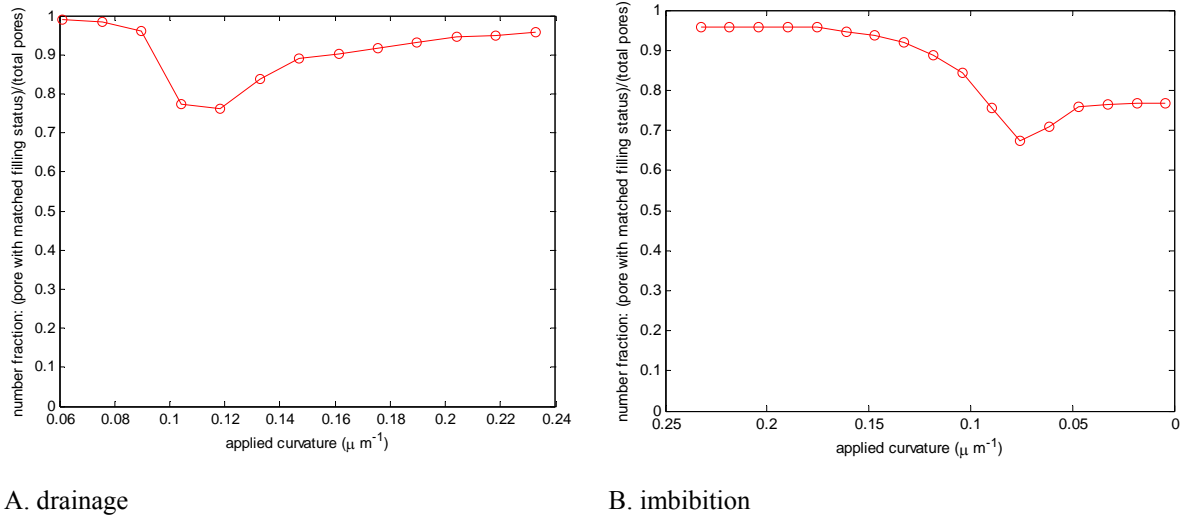 number fraction: (pore with matched filling status)/(total pores)
1
0.9
0.8
0.7
0.6
0.5
0.4
0.3
0.2
0.1
0
0.06 0.08 0.1 0.12 0.14 0.16 0.18 0.2 0.22 0.24
applied curvature (μ m⁻¹)
A. drainage
number fraction: (pore with matched filling status)/(total pores)
1
0.9
0.8
0.7
0.6
0.5
0.4
0.3
0.2
0.1
0
0.25 0.2 0.15 0.1 0.05 0
applied curvature (μ m⁻¹)
B. imbibition